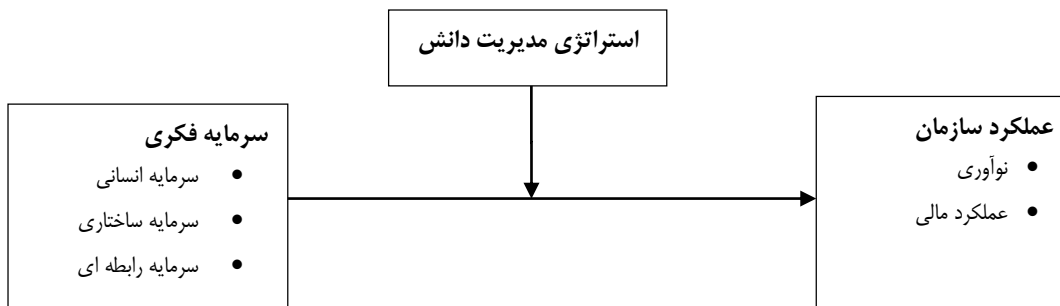 استراتژی مدیریت دانش
سرمایه فکری
• سرمایه انسانی
• سرمایه ساختاری
• سرمایه رابطه ای
عملکرد سازمان
• نوآوری
• عملکرد مالی